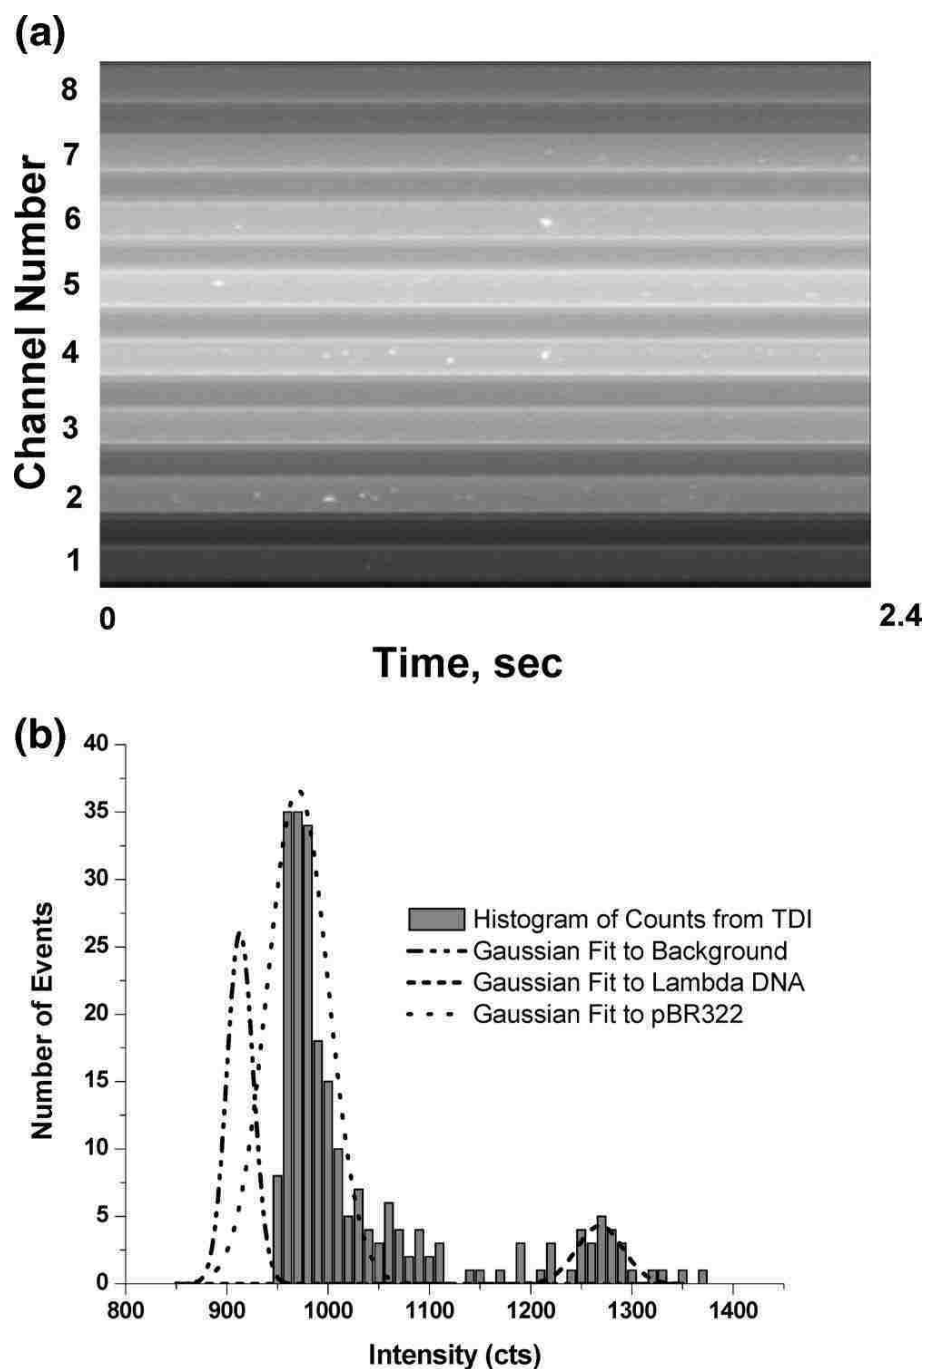 (a)
8
7
6
5
4
3
2
1
Channel Number
0
2.4
Time, sec
(b)
40
35
30
25
20
15
10
5
0
Number of Events
Histogram of Counts from TDI
Gaussian Fit to Background
Gaussian Fit to Lambda DNA
Gaussian Fit to pBR322
800 900 1000 1100 1200 1300 1400
Intensity (cts)